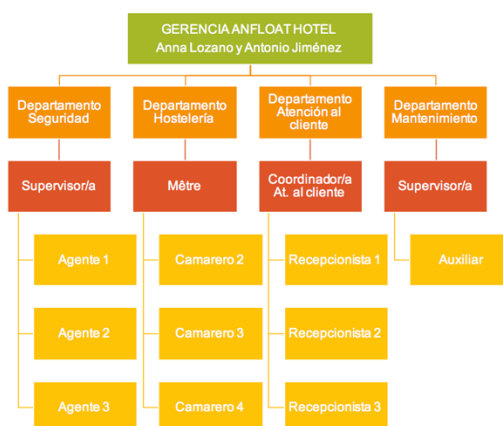 GERENCIA ANFLOAT HOTEL
Anna Lozano y Antonio Jiménez
Departamento
Seguridad
Departamento
Hostelería
Departamento
Atención al
cliente
Departamento
Mantenimiento
Supervisor/a
Mêtre
Coordinador/a
At. al cliente
Supervisor/a
Agente 1
Camarero 2
Recepcionista 1
Auxiliar
Agente 2
Camarero 3
Recepcionista 2
Agente 3
Camarero 4
Recepcionista 3